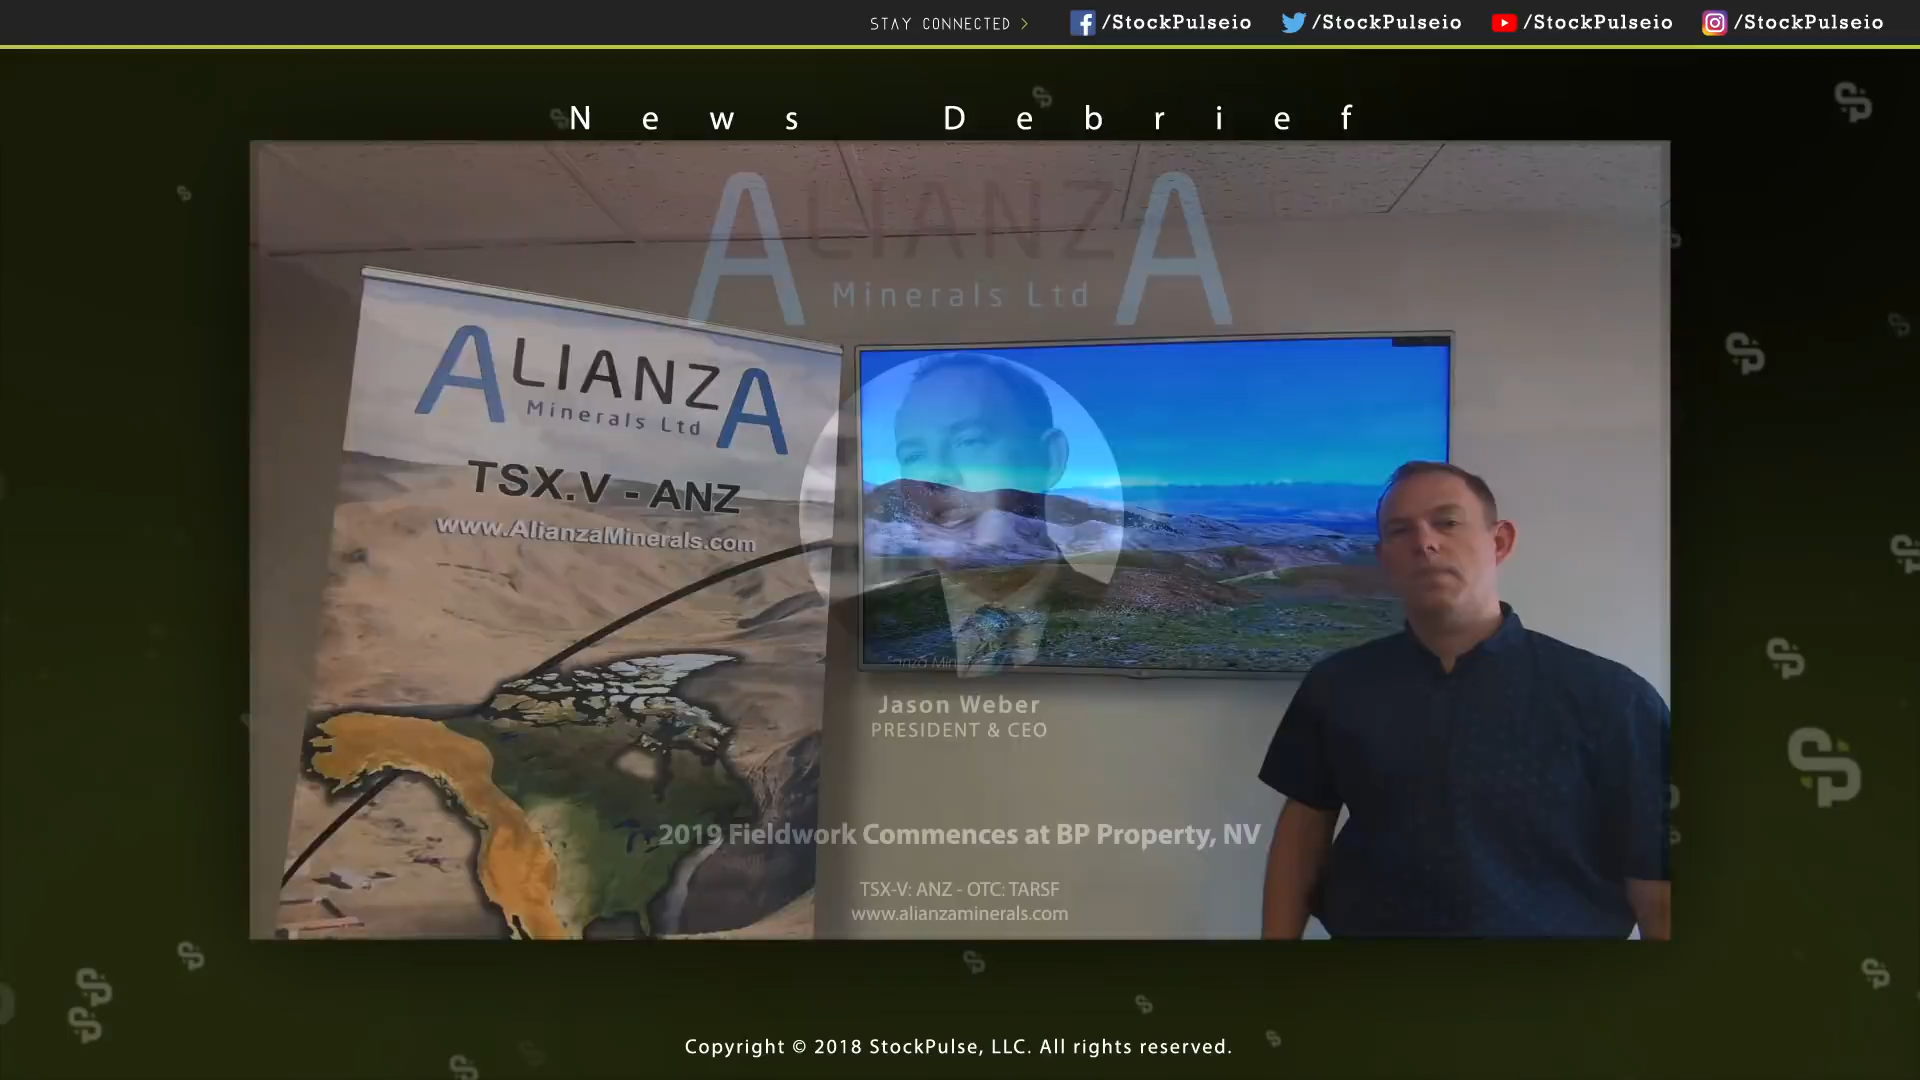 STAY CONNECTED >
/StockPulseio
/StockPulseio
/StockPulseio
/StockPulseio
News Debrief
ALIANZA
Minerals Ltd
ALIANZA
Minerals Ltd
TSX.V - ANZ
www.AlianzaMinerals.com
Jason Weber
PRESIDENT & CEO
2019 Fieldwork Commences at BP Property, NV
TSX-V: ANZ - OTC: TARSF
www.alianzaminerals.com
Copyright © 2018 StockPulse, LLC. All rights reserved.